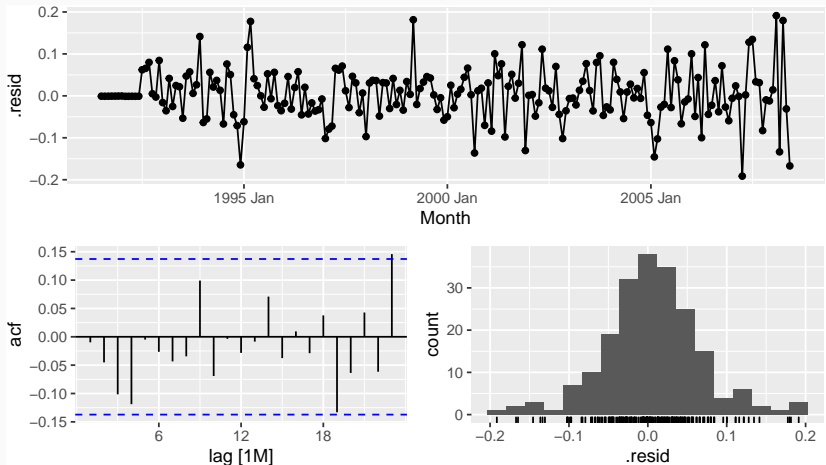 0.2
0.1
0.0
−0.1
−0.2
.resid
1995 Jan
2000 Jan
2005 Jan
Month
0.15
0.10
0.05
0.00
−0.05
−0.10
−0.15
acf
6
12
18
lag [1M]
30
20
10
0
count
−0.2
−0.1
0.0
0.1
0.2
.resid